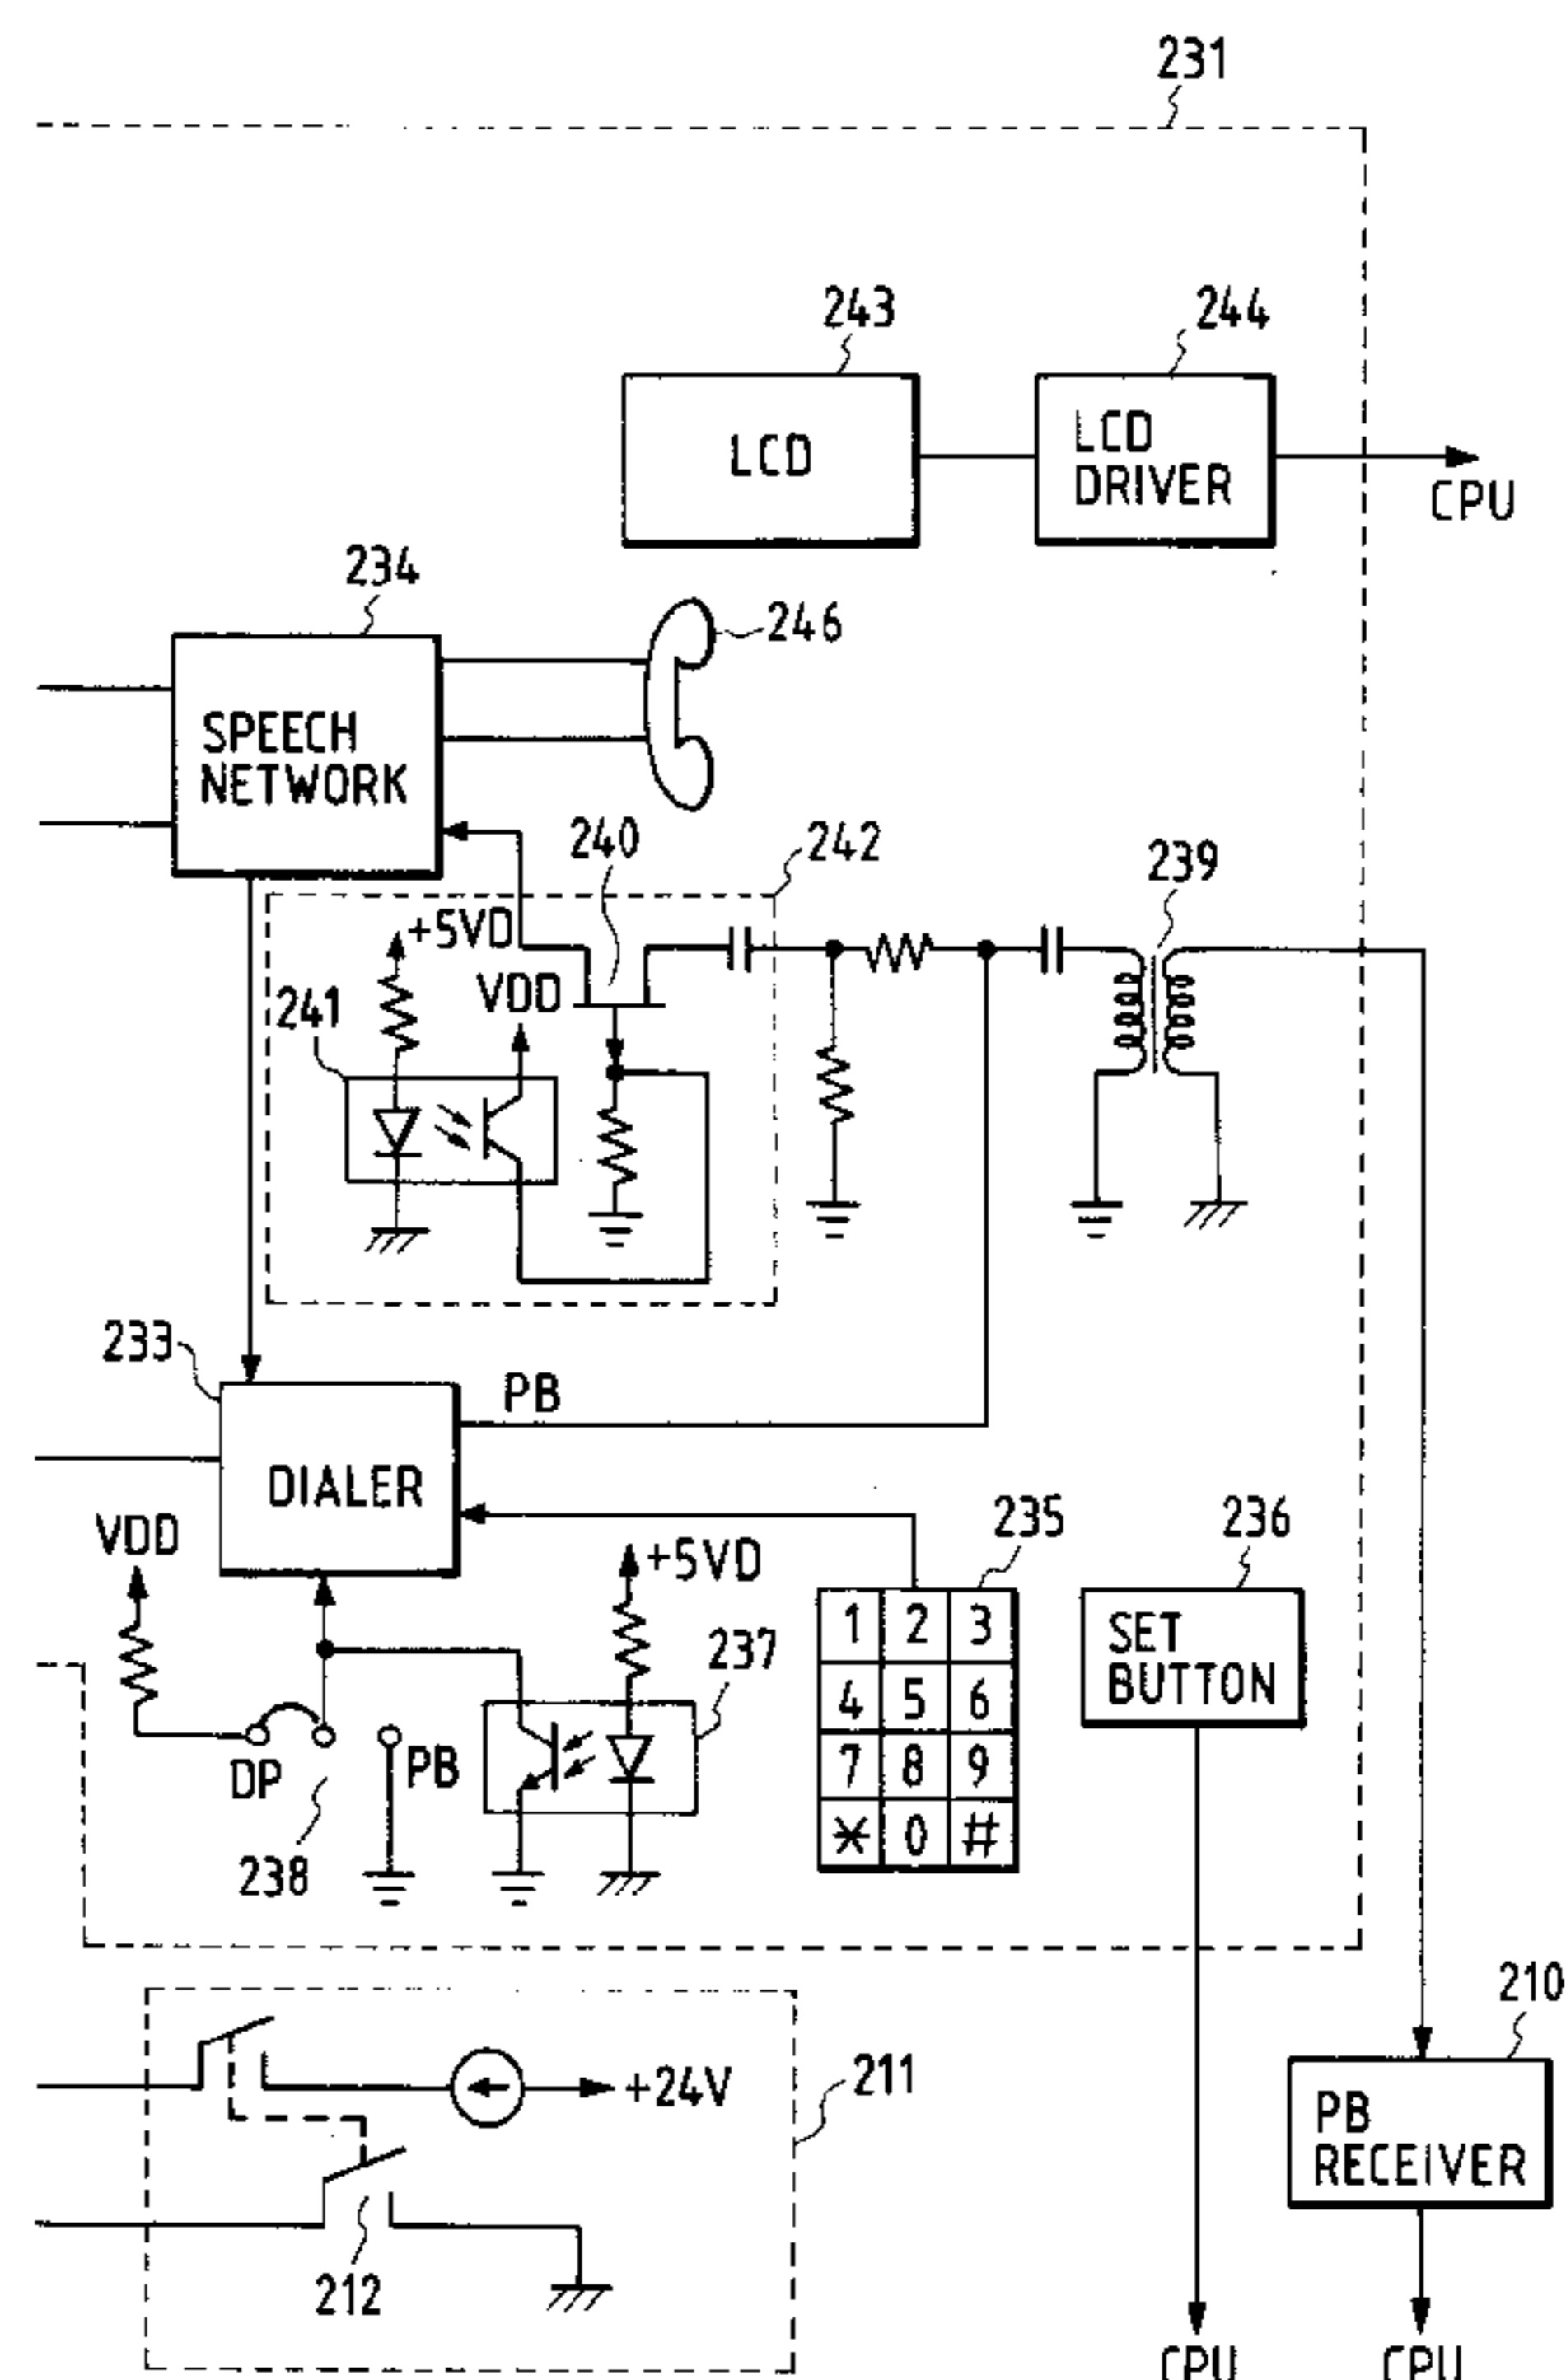 231
243
244
LCD
LCD
DRIVER
CPU
234
246
SPEECH
NETWORK
240
242
239
+5VD
VDD
241
233
PB
DIALER
VDD
+5VD
235
236
237
1 2 3
4 5 6
7 8 9
* 0 #
SET
BUTTON
DP
PB
238
210
211
+24V
PB
RECEIVER
212
CPU
CPU